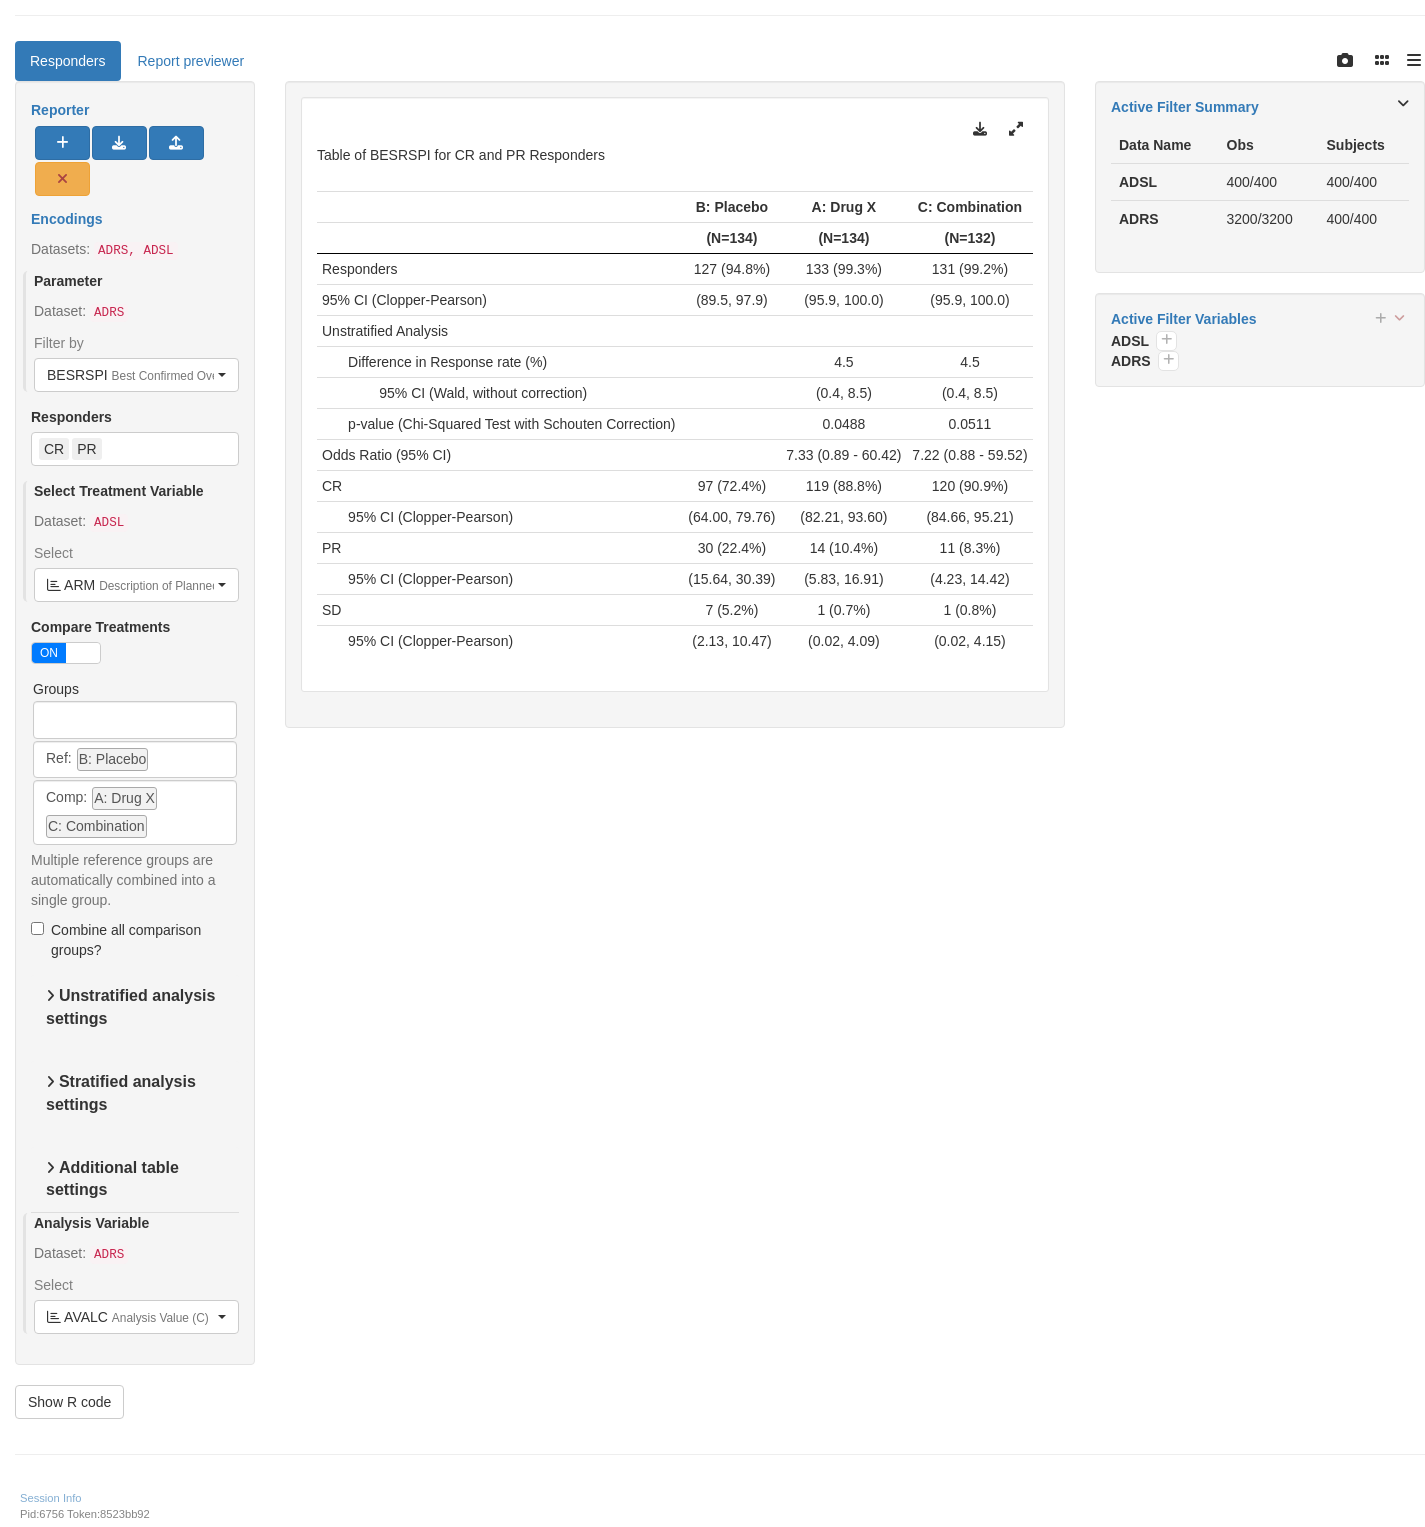 Responders
Report previewer
Reporter
Encodings
Datasets: ADRS, ADSL
Parameter
Dataset: ADRS
Filter by
BESRSPI Best Confirmed Ove
Responders
CR PR
Select Treatment Variable
Dataset: ADSL
Select
ARM Description of Planned
Compare Treatments
ON
Groups
Ref: B: Placebo
Comp: A: Drug X
C: Combination
Multiple reference groups are
automatically combined into a
single group.
Combine all comparison
groups?
Unstratified analysis
settings
Stratified analysis
settings
Additional table
settings
Analysis Variable
Dataset: ADRS
Select
AVALC Analysis Value (C)
Show R code
Table of BESRSPI for CR and PR Responders
B: Placebo A: Drug X C: Combination
(N=134) (N=134) (N=132)
Responders 127 (94.8%) 133 (99.3%) 131 (99.2%)
95% CI (Clopper-Pearson) (89.5, 97.9) (95.9, 100.0) (95.9, 100.0)
Unstratified Analysis
Difference in Response rate (%) 4.5 4.5
95% CI (Wald, without correction) (0.4, 8.5) (0.4, 8.5)
p-value (Chi-Squared Test with Schouten Correction) 0.0488 0.0511
Odds Ratio (95% CI) 7.33 (0.89 - 60.42) 7.22 (0.88 - 59.52)
CR 97 (72.4%) 119 (88.8%) 120 (90.9%)
95% CI (Clopper-Pearson) (64.00, 79.76) (82.21, 93.60) (84.66, 95.21)
PR 30 (22.4%) 14 (10.4%) 11 (8.3%)
95% CI (Clopper-Pearson) (15.64, 30.39) (5.83, 16.91) (4.23, 14.42)
SD 7 (5.2%) 1 (0.7%) 1 (0.8%)
95% CI (Clopper-Pearson) (2.13, 10.47) (0.02, 4.09) (0.02, 4.15)
Active Filter Summary
Data Name Obs Subjects
ADSL 400/400 400/400
ADRS 3200/3200 400/400
Active Filter Variables
ADSL
ADRS
Session Info
Pid:6756 Token:8523bb92